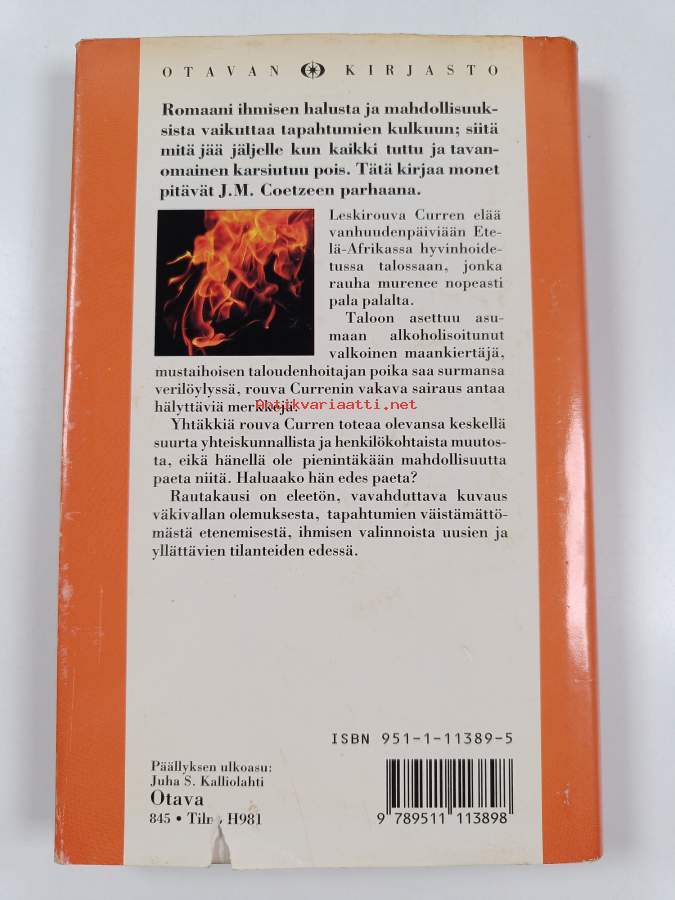 OTAVAN KIRJASTO
Romaani ihmisen halusta ja mahdollisuuk-
sista vaikuttaa tapahtumien kulkuun; siitä
mitä jää jäljelle kun kaikki tuttu ja tavan-
omainen karsiutuu pois. Tätä kirjaa monet
pitävät J.M. Coetzeen parhaana.
Leskirouva Curren elää
vanhuudenpäiviään Ete-
lä-Afrikassa hyvinhoide-
tussa talossaan, jonka
rauha murenee nopeasti
pala palalta.
Taloon asettuu asu-
maan alkoholisoitunut
valkoinen maankiertäjä,
mustaihoisen taloudenhoitajan poika saa surmansa
verilöylyssä, rouva Currenin vakava sairaus antaa
Antikvariaatti.net
hälyttäviä merkkejä.
Yhtäkkiä rouva Curren toteaa olevansa keskellä
suurta yhteiskunnallista ja henkilökohtaista muutos-
ta, eikä hänellä ole pienintäkään mahdollisuutta
paeta niitä. Haluaako hän edes paeta?
Rautakausi on eleetön, vavahduttava kuvaus
väkivallan olemuksesta, tapahtumien väistämättö-
mästä etenemisestä, ihmisen valinnoista uusien ja
yllättävien tilanteiden edessä.
ISBN 951-1-11389-5
Päällyksen ulkoasu:
Juha S. Kalliolahti
Otava
845 • H981
9 789511 113898